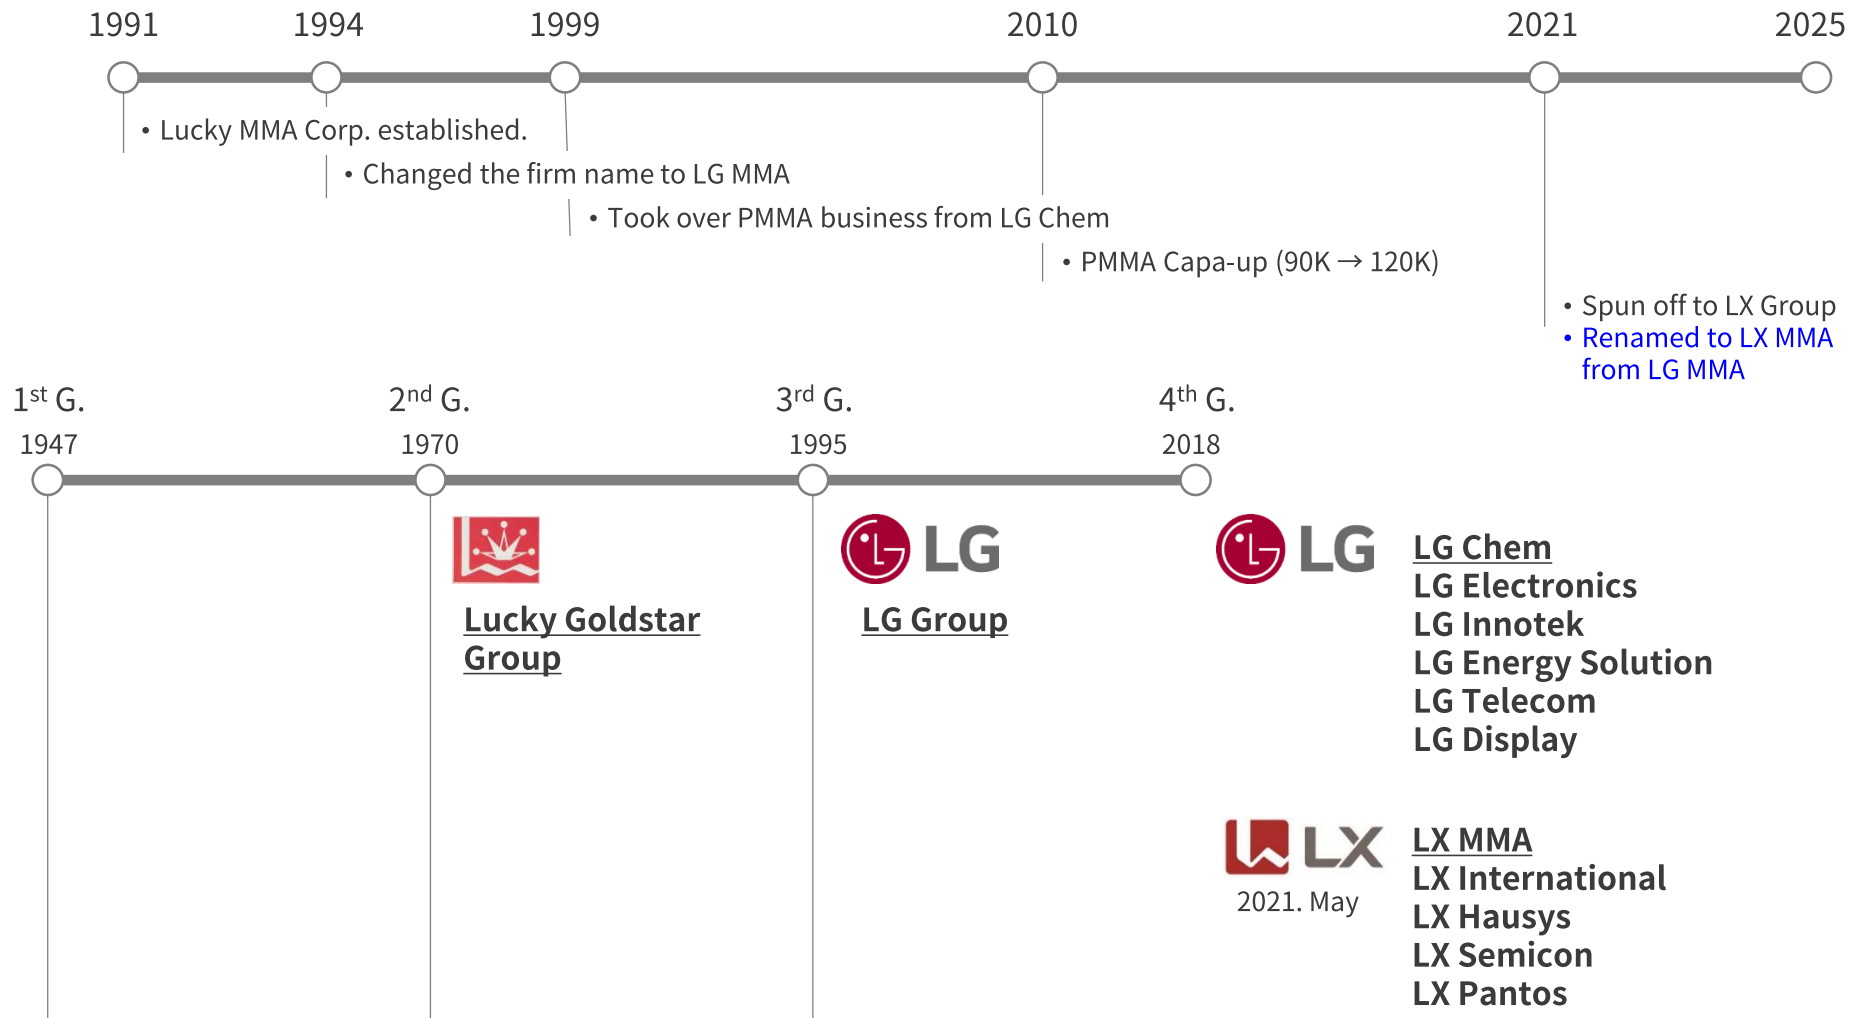 1991 1994 1999 2010 2021 2025
• Lucky MMA Corp. established.
• Changed the firm name to LG MMA
• Took over PMMA business from LG Chem
• PMMA Capa-up (90K → 120K)
• Spun off to LX Group
• Renamed to LX MMA
from LG MMA
1st G. 2nd G. 3rd G. 4th G.
1947 1970 1995 2018
LG
Lucky Goldstar
Group
LG
LG Group
LG
LG Chem
LG Electronics
LG Innotek
LG Energy Solution
LG Telecom
LG Display
LX
2021. May
LX MMA
LX International
LX Hausys
LX Semicon
LX Pantos